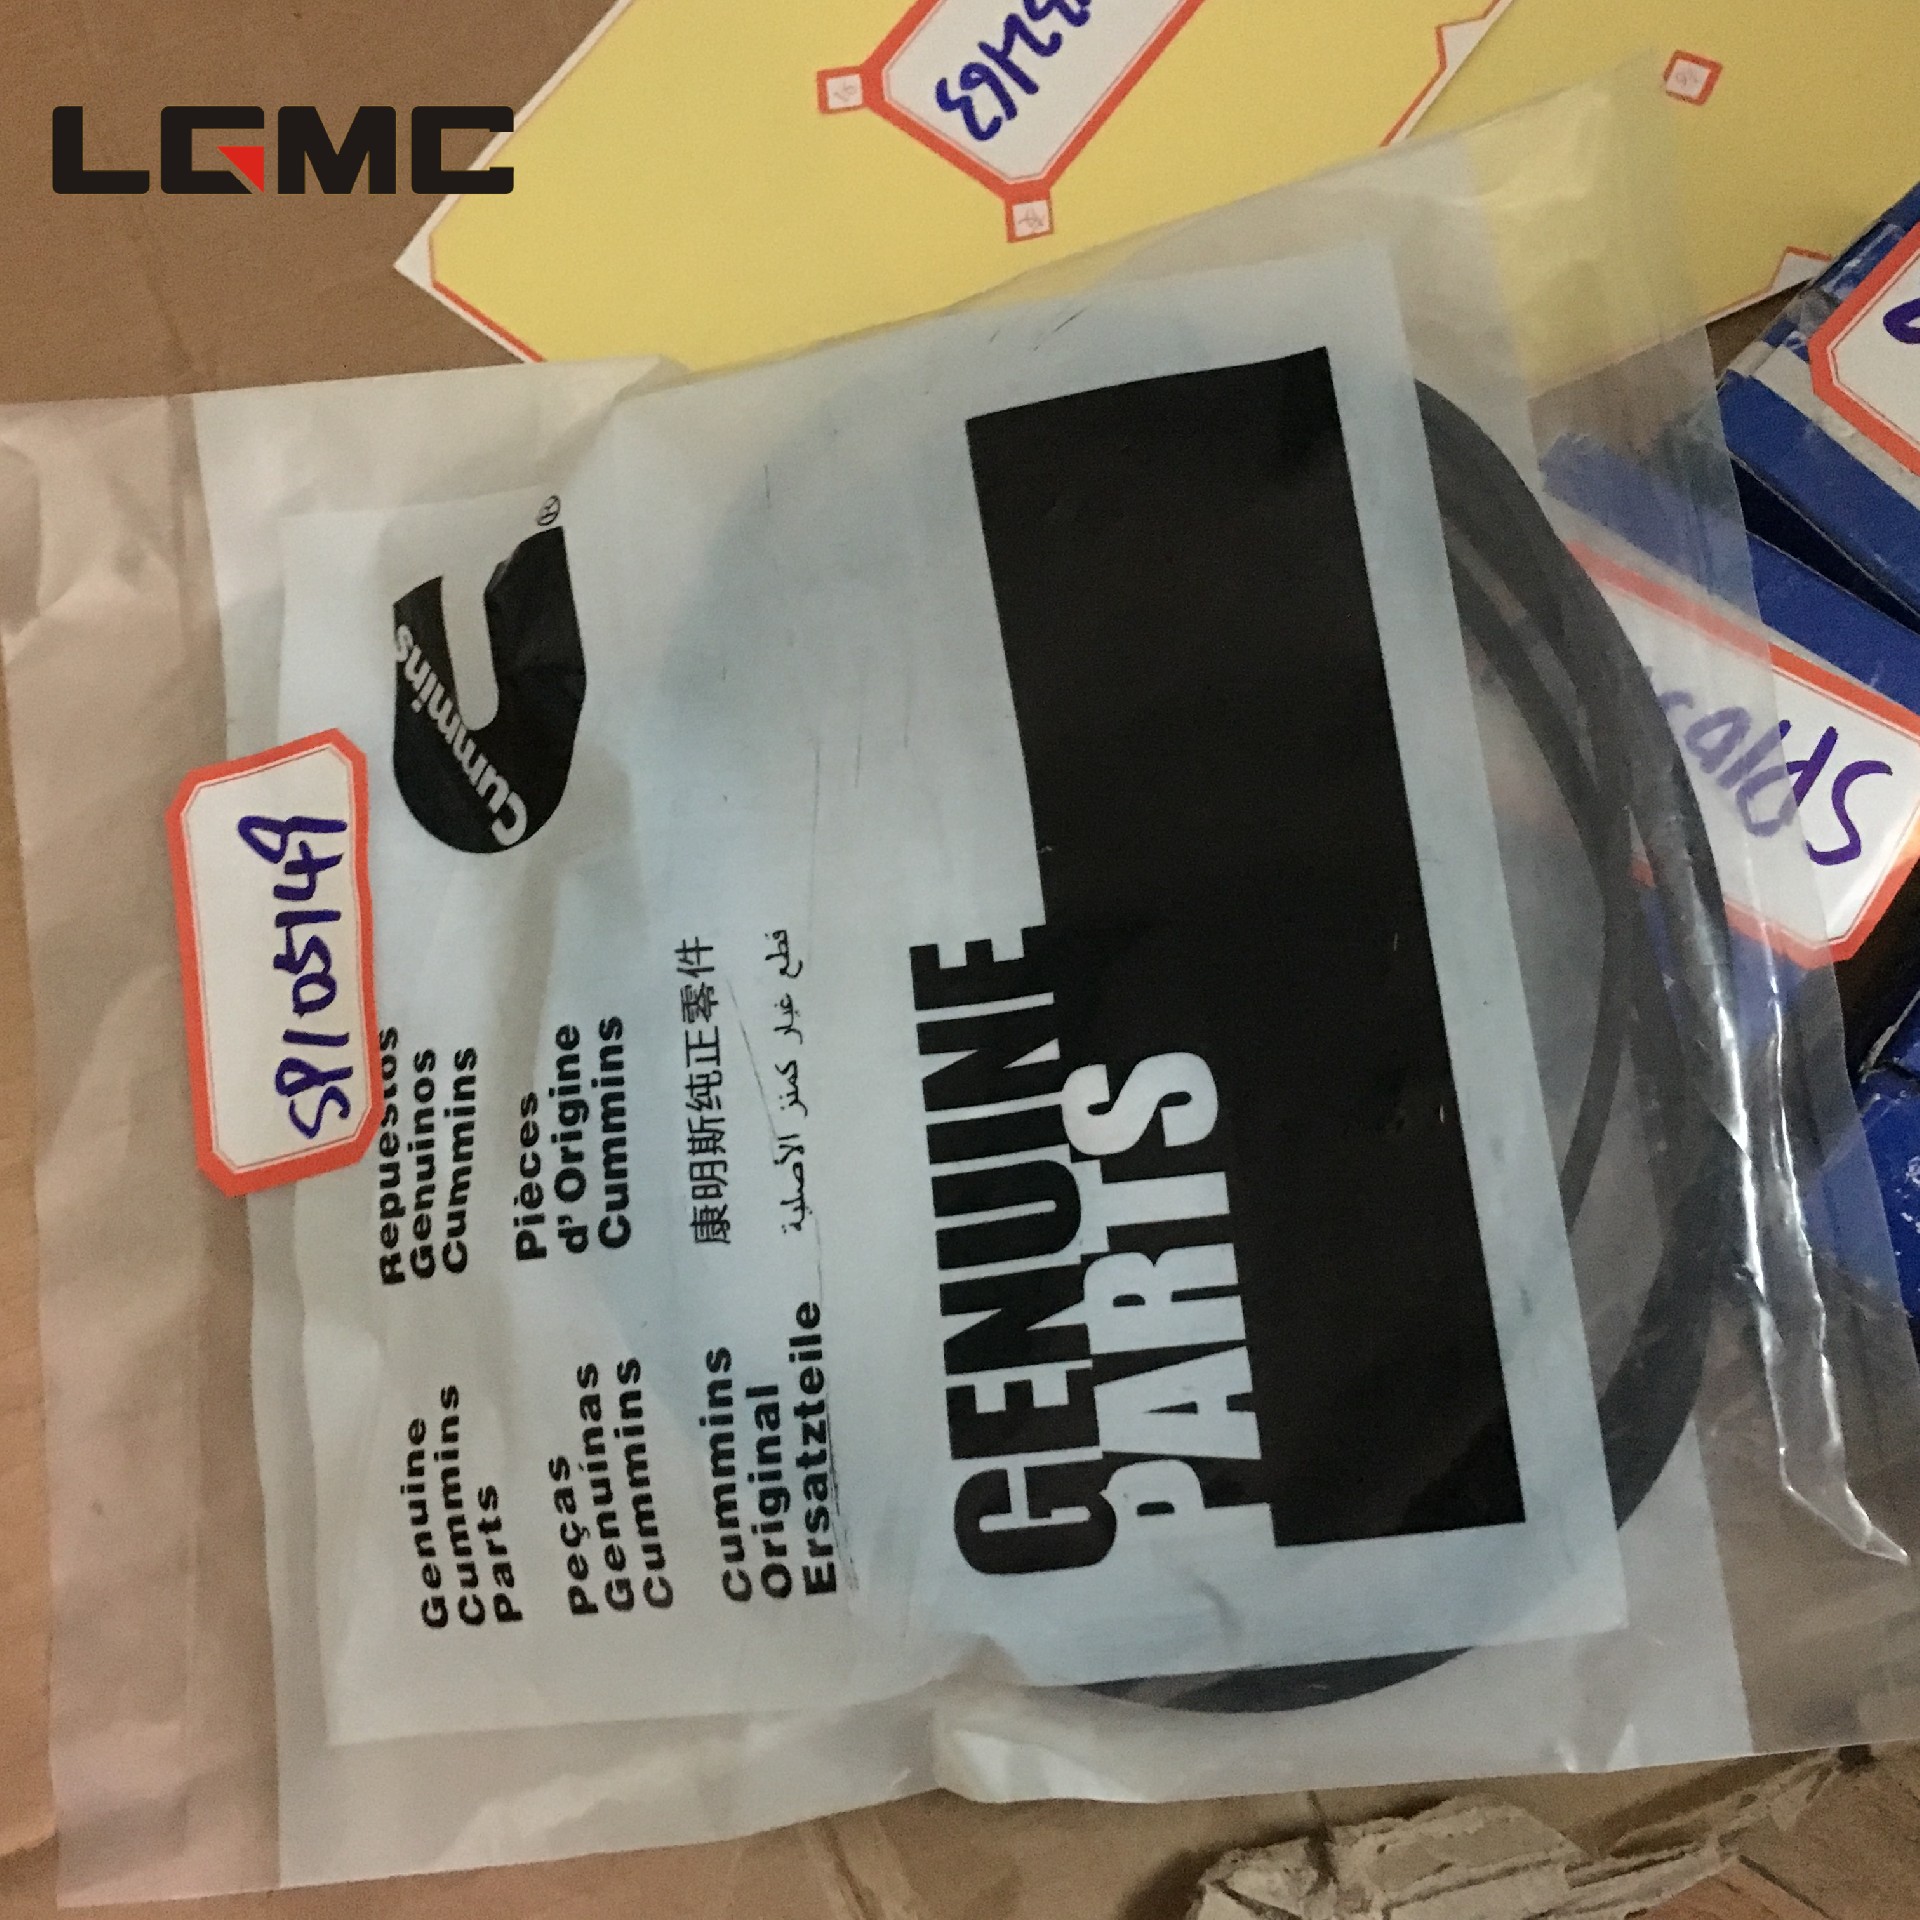 LGMC
SP105149
Cummins
®
Genuine
Cummins
Parts
Repuestos
Genuinos
Cummins
Peças
Genuínas
Cummins
Pièces
d'Origine
Cummins
Cummins
Original
Ersatzteile
康明斯纯正零件
قطع غيار كمنز الأصلية
GENUINE
PARTS